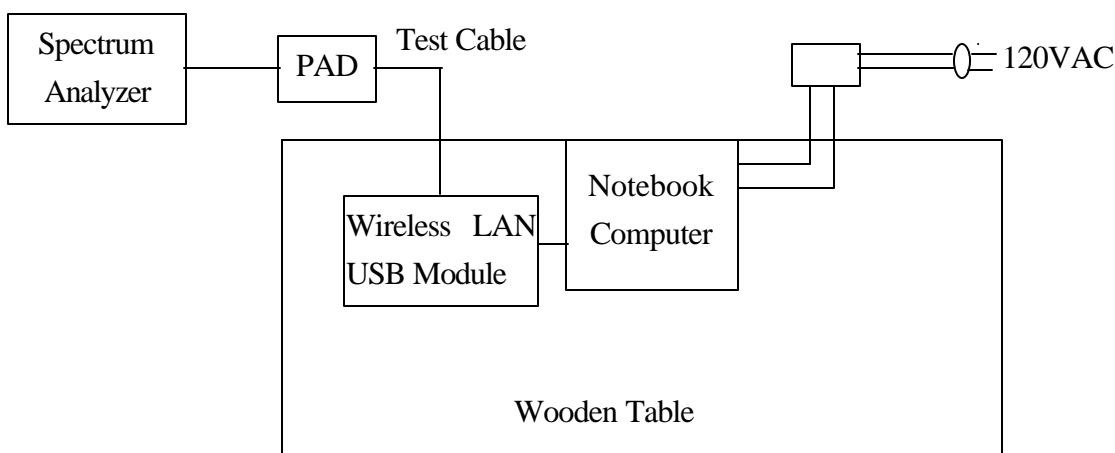 Spectrum
Analyzer
PAD
Test Cable
120VAC
Notebook
Computer
Wireless LAN
USB Module
Wooden Table